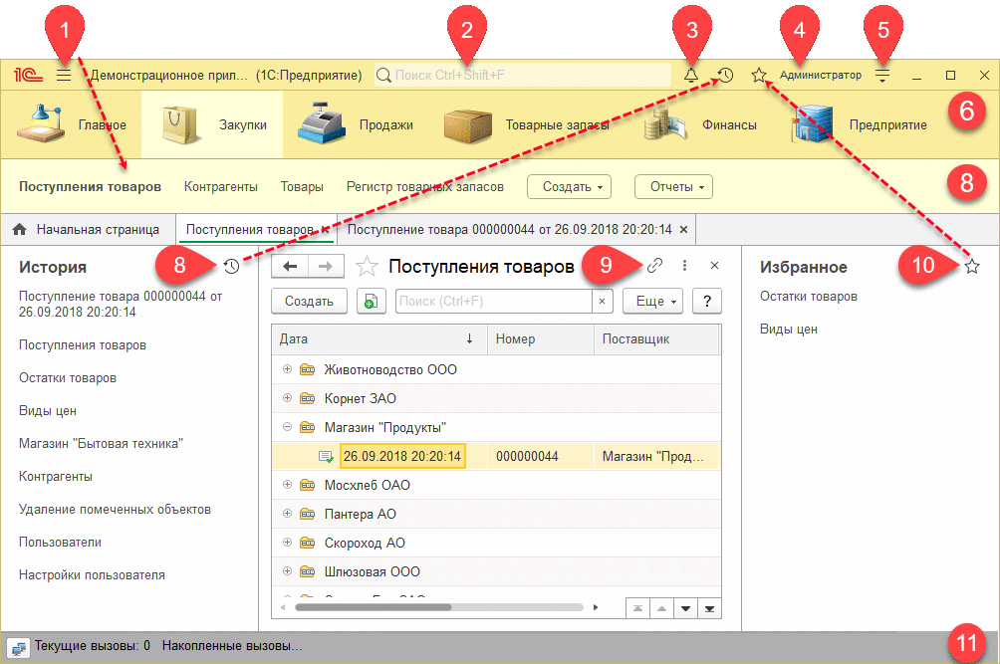 1
2
3
4
5
1С
Демонстрационное прил... (1С:Предприятие)
Поиск Ctrl+Shift+F
Администратор
Главное
Закупки
Продажи
Товарные запасы
Финансы
Предприятие
6
Поступления товаров
Контрагенты
Товары
Регистр товарных запасов
Создать
Отчеты
8
Начальная страница
Поступления товаров ×
Поступление товара 000000044 от 26.09.2018 20:20:14 ×
История
8
Поступление товара 000000044 от
26.09.2018 20:20:14
Поступления товаров
Остатки товаров
Виды цен
Магазин "Бытовая техника"
Контрагенты
Удаление помеченных объектов
Пользователи
Настройки пользователя
Поступления товаров
9
Создать
Поиск (Ctrl+F)
×
Еще
?
Дата ↓
Номер
Поставщик
Животноводство ООО
Корнет ЗАО
Магазин "Продукты"
26.09.2018 20:20:14
000000044
Магазин "Прод...
Мосхлеб ОАО
Пантера АО
Скороход АО
Шлюзовая ООО
Избранное
10
Остатки товаров
Виды цен
Текущие вызовы: 0 Накопленные вызовы...
11